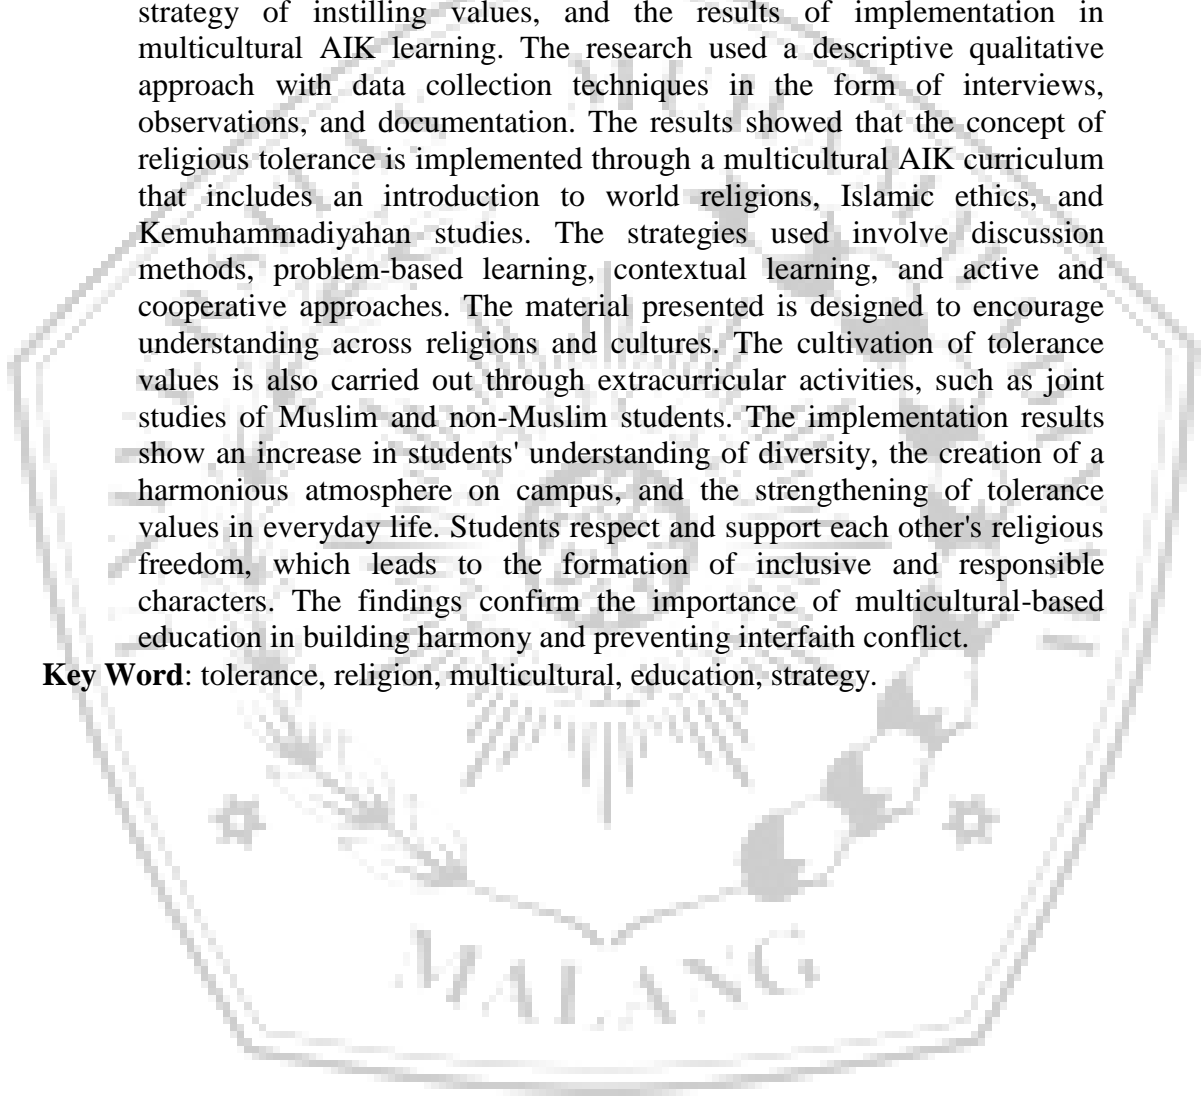 strategy of instilling values, and the results of implementation in
multicultural AIK learning. The research used a descriptive qualitative
approach with data collection techniques in the form of interviews,
observations, and documentation. The results showed that the concept of
religious tolerance is implemented through a multicultural AIK curriculum
that includes an introduction to world religions, Islamic ethics, and
Kemuhammadiyahan studies. The strategies used involve discussion
methods, problem-based learning, contextual learning, and active and
cooperative approaches. The material presented is designed to encourage
understanding across religions and cultures. The cultivation of tolerance
values is also carried out through extracurricular activities, such as joint
studies of Muslim and non-Muslim students. The implementation results
show an increase in students' understanding of diversity, the creation of a
harmonious atmosphere on campus, and the strengthening of tolerance
values in everyday life. Students respect and support each other's religious
freedom, which leads to the formation of inclusive and responsible
characters. The findings confirm the importance of multicultural-based
education in building harmony and preventing interfaith conflict.
Key Word: tolerance, religion, multicultural, education, strategy.
MALANG